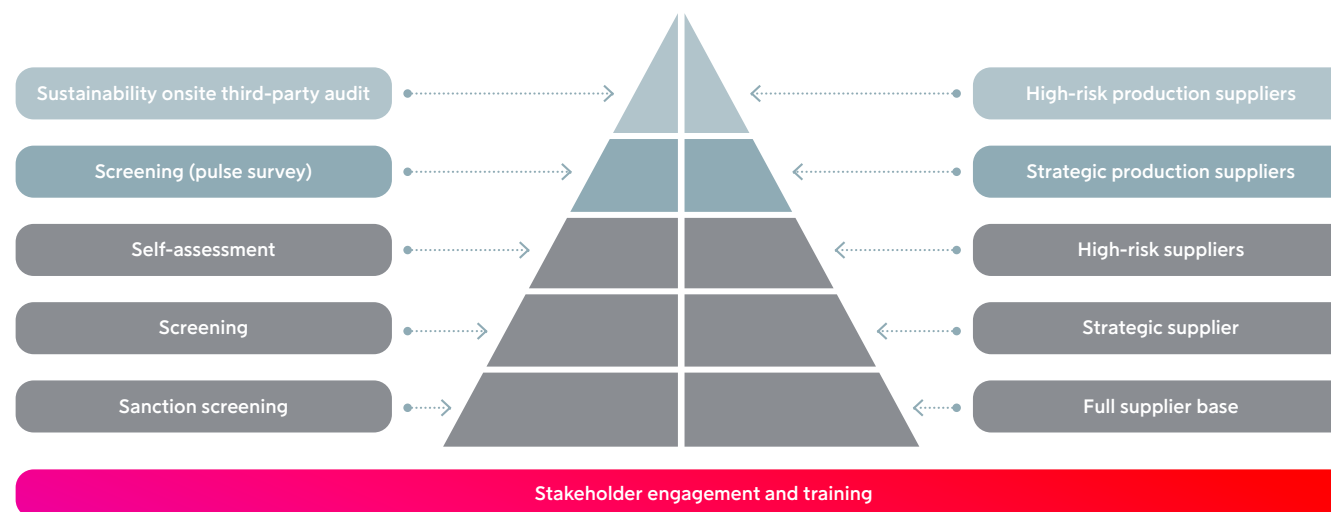 Sustainability onsite third-party audit
High-risk production suppliers
Screening (pulse survey)
Strategic production suppliers
Self-assessment
High-risk suppliers
Screening
Strategic supplier
Sanction screening
Full supplier base
Stakeholder engagement and training